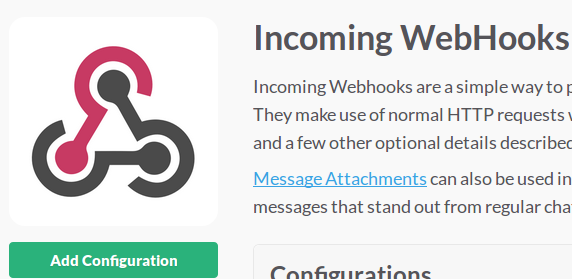 Incoming WebHooks
Incoming Webhooks are a simple way to
They make use of normal HTTP requests
and a few other optional details described
Message Attachments can also be used in
messages that stand out from regular
Add Configuration
Configurations